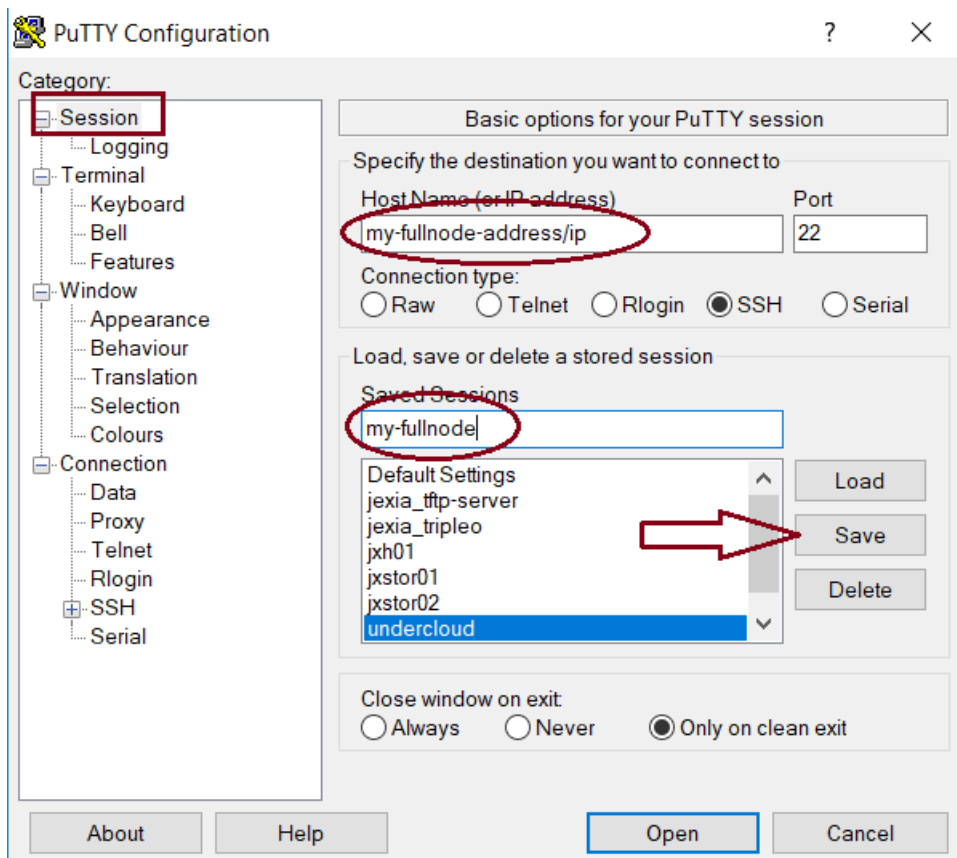 PuTTY Configuration
?
Category:
Session
Logging
Terminal
Keyboard
Bell
Features
Window
Appearance
Behaviour
Translation
Selection
Colours
Connection
Data
Proxy
Telnet
Rlogin
SSH
Serial
Basic options for your PuTTY session
Specify the destination you want to connect to
Host Name (or IP address) Port
my-fullnode-address/ip 22
Connection type:
Raw Telnet Rlogin SSH Serial
Load, save or delete a stored session
Saved Sessions
my-fullnode
Default Settings
jexia_tftp-server
jexia_tripleo
jxh01
jxstor01
jxstor02
undercloud
Load
Save
Delete
Close window on exit:
Always Never Only on clean exit
About Help Open Cancel